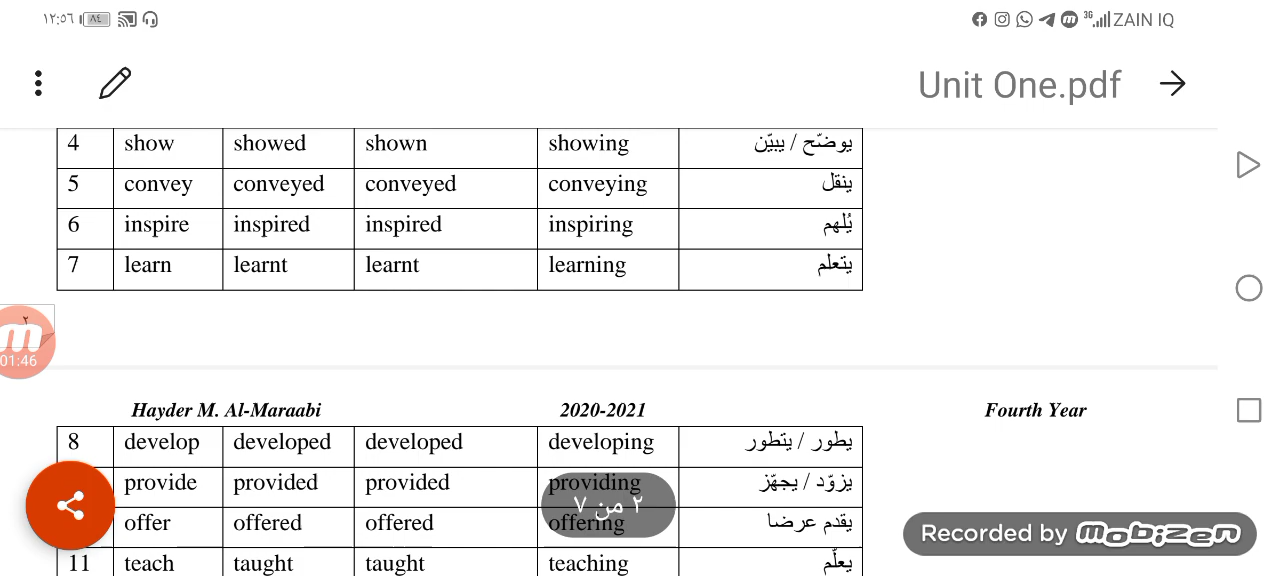 ١٢:٥٦ ٨٤ 3G ZAIN IQ
Unit One.pdf
4 show showed shown showing يوضّح / يبيّن
5 convey conveyed conveyed conveying ينقل
6 inspire inspired inspired inspiring يُلهم
7 learn learnt learnt learning يتعلم
٢
01:46
Hayder M. Al-Maraabi 2020-2021 Fourth Year
8 develop developed developed developing يطور / يتطور
provide provided provided providing يزوّد / يجهّز
٢ من ٧
offer offered offered offering يقدم عرضا
Recorded by mobizen
11 teach taught taught teaching يعلّم